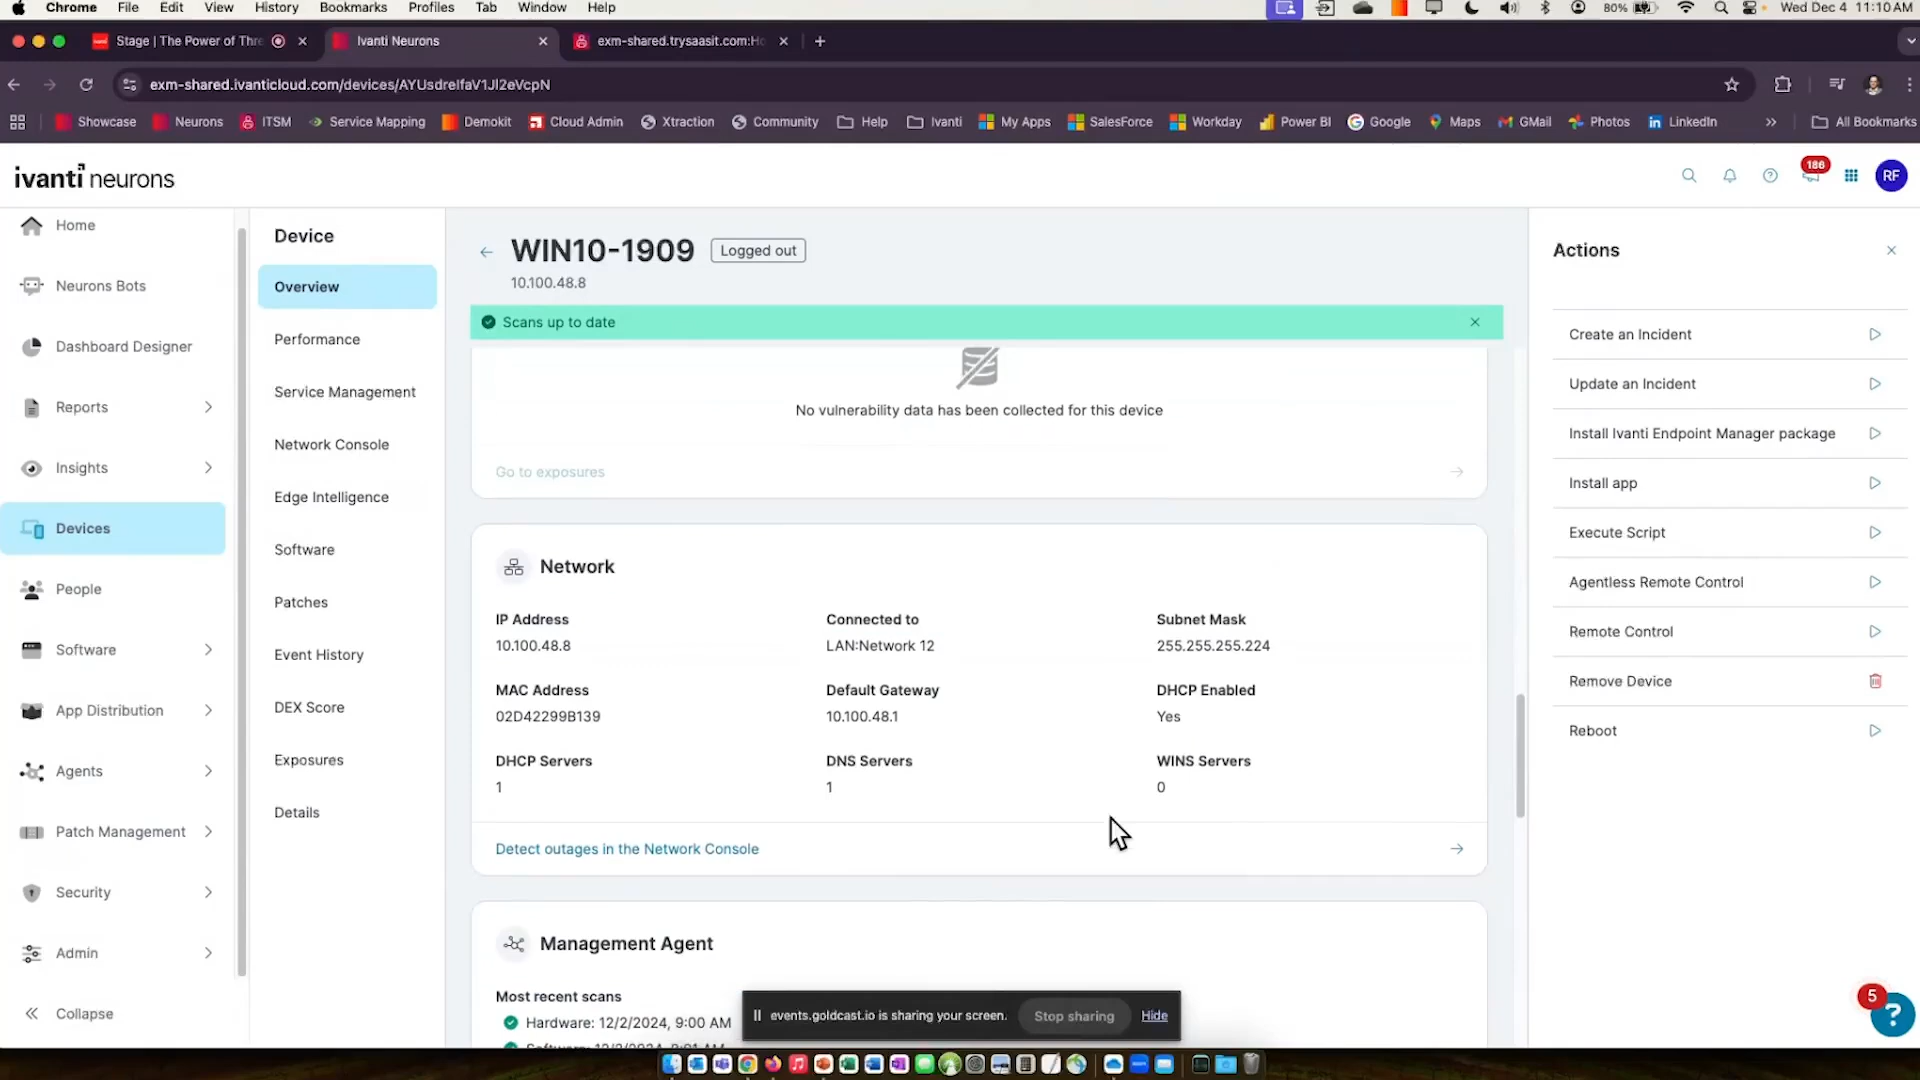 Chrome File Edit View History Bookmarks Profiles Tab Window Help 80% Wed Dec 4 11:10 AM
Stage | The Power of Thre Ivanti Neurons exm-shared.trysaasit.com:Ho
exm-shared.ivanticloud.com/devices/AYUsdreIfaV1Jl2eVcpN
Showcase Neurons ITSM Service Mapping Demokit Cloud Admin Xtraction Community Help Ivanti My Apps SalesForce Workday Power BI Google Maps GMail Photos LinkedIn » All Bookmarks
ivanti neurons
186
RF
Home
Neurons Bots
Dashboard Designer
Reports
Insights
Devices
People
Software
App Distribution
Agents
Patch Management
Security
Admin
Collapse
Device
Overview
Performance
Service Management
Network Console
Edge Intelligence
Software
Patches
Event History
DEX Score
Exposures
Details
WIN10-1909 Logged out
10.100.48.8
Scans up to date
No vulnerability data has been collected for this device
Go to exposures
Network
IP Address Connected to Subnet Mask
10.100.48.8 LAN:Network 12 255.255.255.224
MAC Address Default Gateway DHCP Enabled
02D42299B139 10.100.48.1 Yes
DHCP Servers DNS Servers WINS Servers
1 1 0
Detect outages in the Network Console
Management Agent
Most recent scans
Hardware: 12/2/2024, 9:00 AM
events.goldcast.io is sharing your screen. Stop sharing Hide
Actions
Create an Incident
Update an Incident
Install Ivanti Endpoint Manager package
Install app
Execute Script
Agentless Remote Control
Remote Control
Remove Device
Reboot
5
?